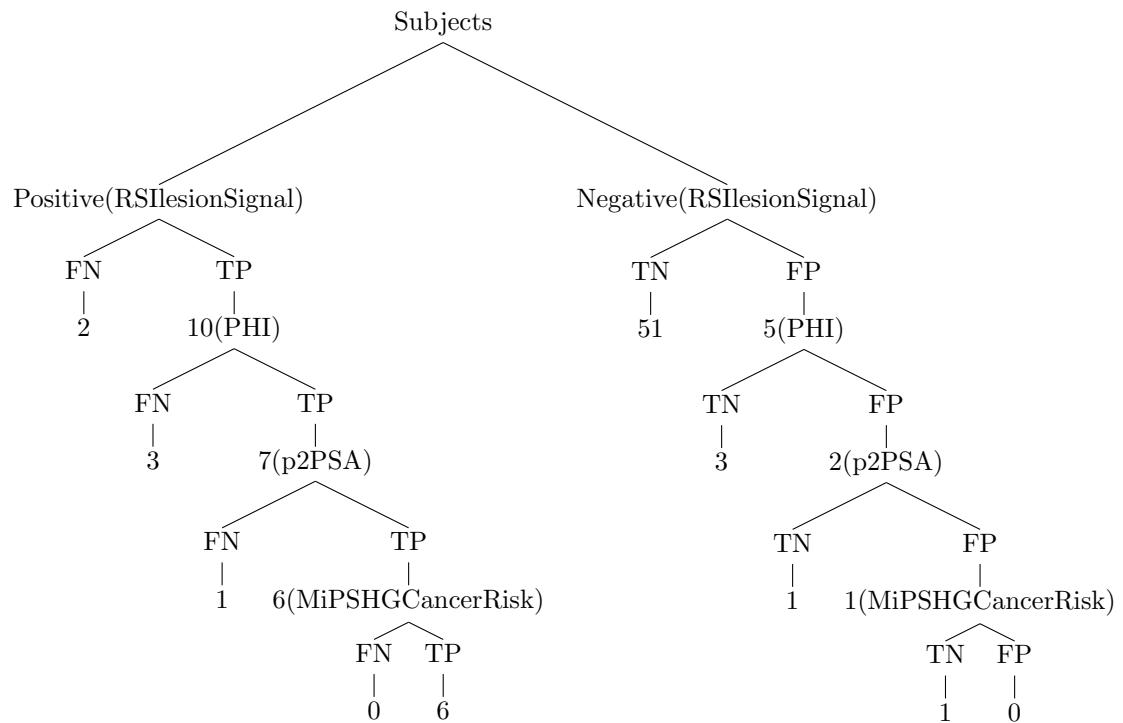 Subjects
Positive(RSIlesionSignal) Negative(RSIlesionSignal)
FN TP TN FP
2 10(PHI) 51 5(PHI)
FN TP TN FP
3 7(p2PSA) 3 2(p2PSA)
FN TP TN FP
1 6(MiPSHGCancerRisk) 1 1(MiPSHGCancerRisk)
FN TP TN FP
0 6 1 0